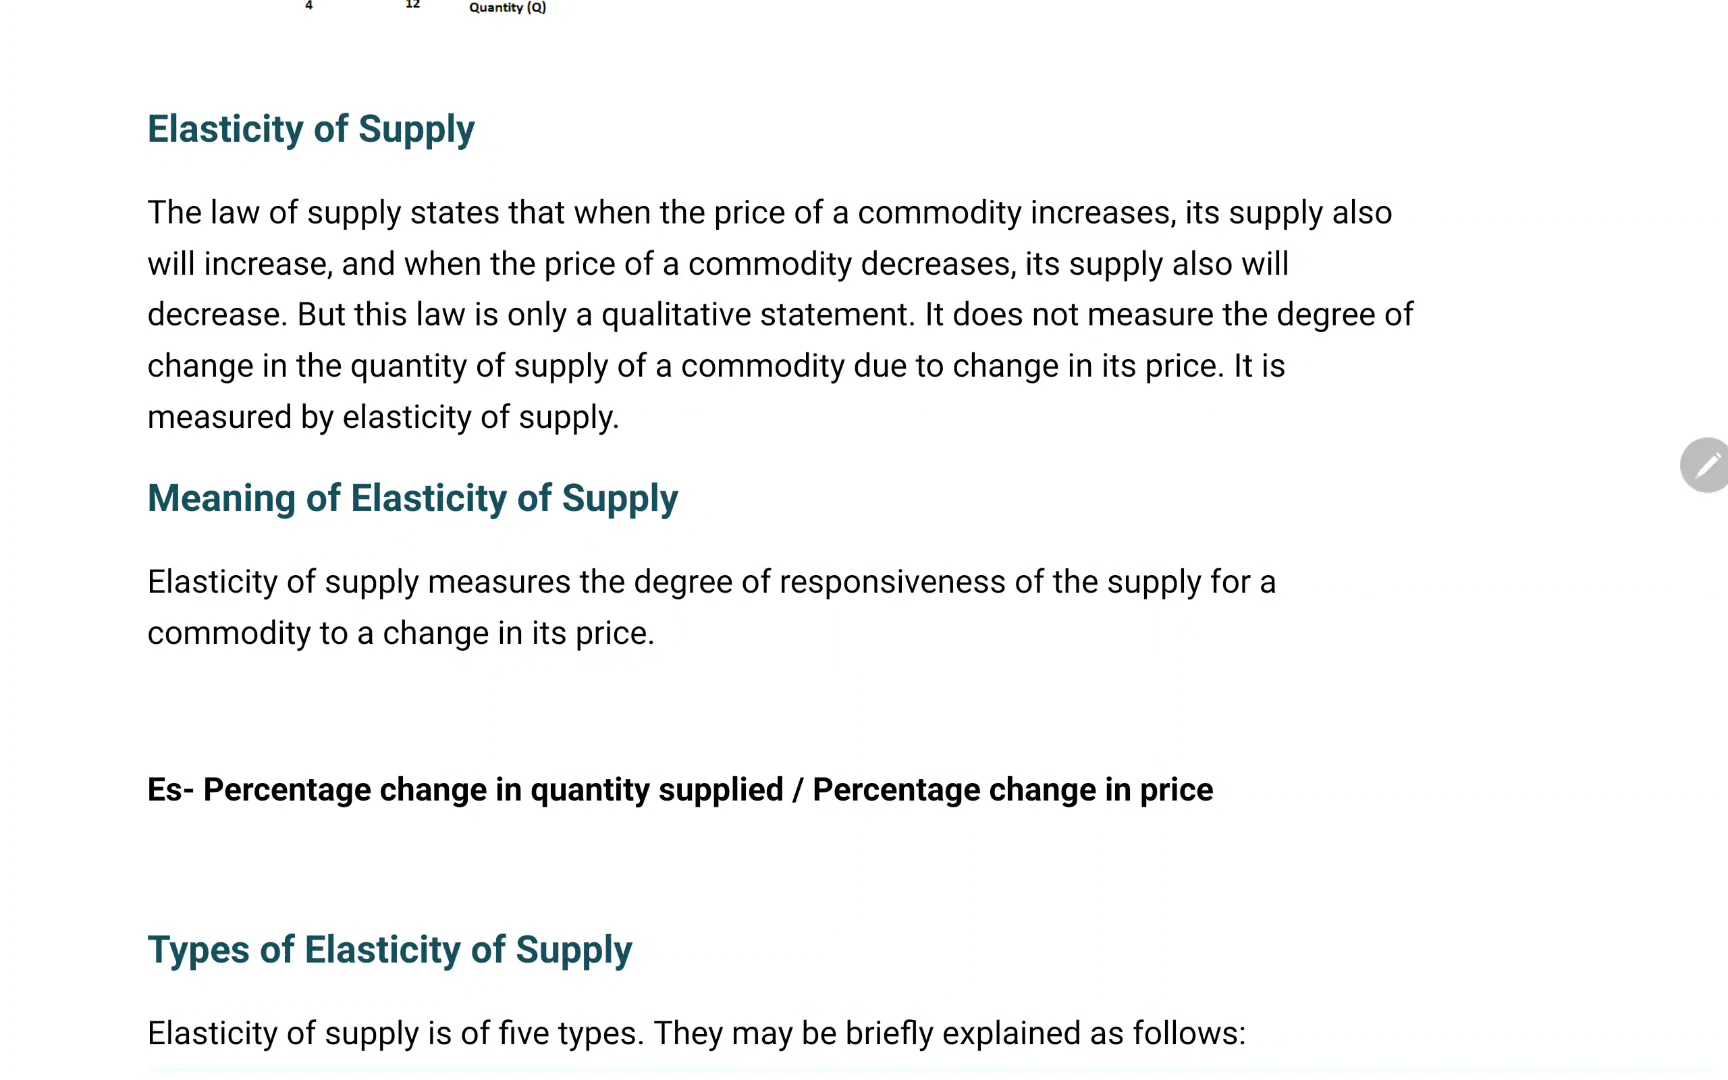 4 12 Quantity (Q)
Elasticity of Supply
The law of supply states that when the price of a commodity increases, its supply also
will increase, and when the price of a commodity decreases, its supply also will
decrease. But this law is only a qualitative statement. It does not measure the degree of
change in the quantity of supply of a commodity due to change in its price. It is
measured by elasticity of supply.
Meaning of Elasticity of Supply
Elasticity of supply measures the degree of responsiveness of the supply for a
commodity to a change in its price.
Es- Percentage change in quantity supplied / Percentage change in price
Types of Elasticity of Supply
Elasticity of supply is of five types. They may be briefly explained as follows: